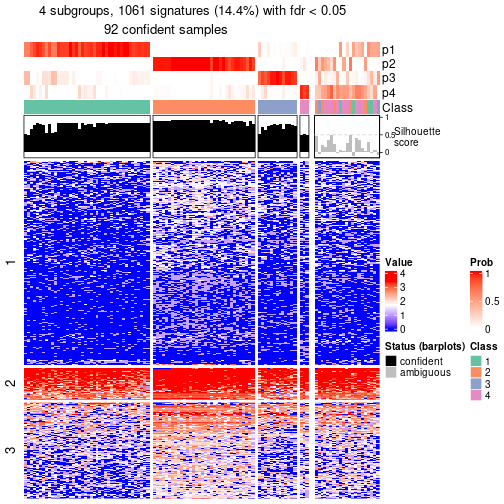 4 subgroups, 1061 signatures (14.4%) with fdr < 0.05
92 confident samples
p1
p2
p3
p4
Class
1
0.5
0
Silhouette
score
1
2
3
Value
4
3
2
1
0
Prob
1
0.5
0
Status (barplots)
confident
ambiguous
Class
1
2
3
4